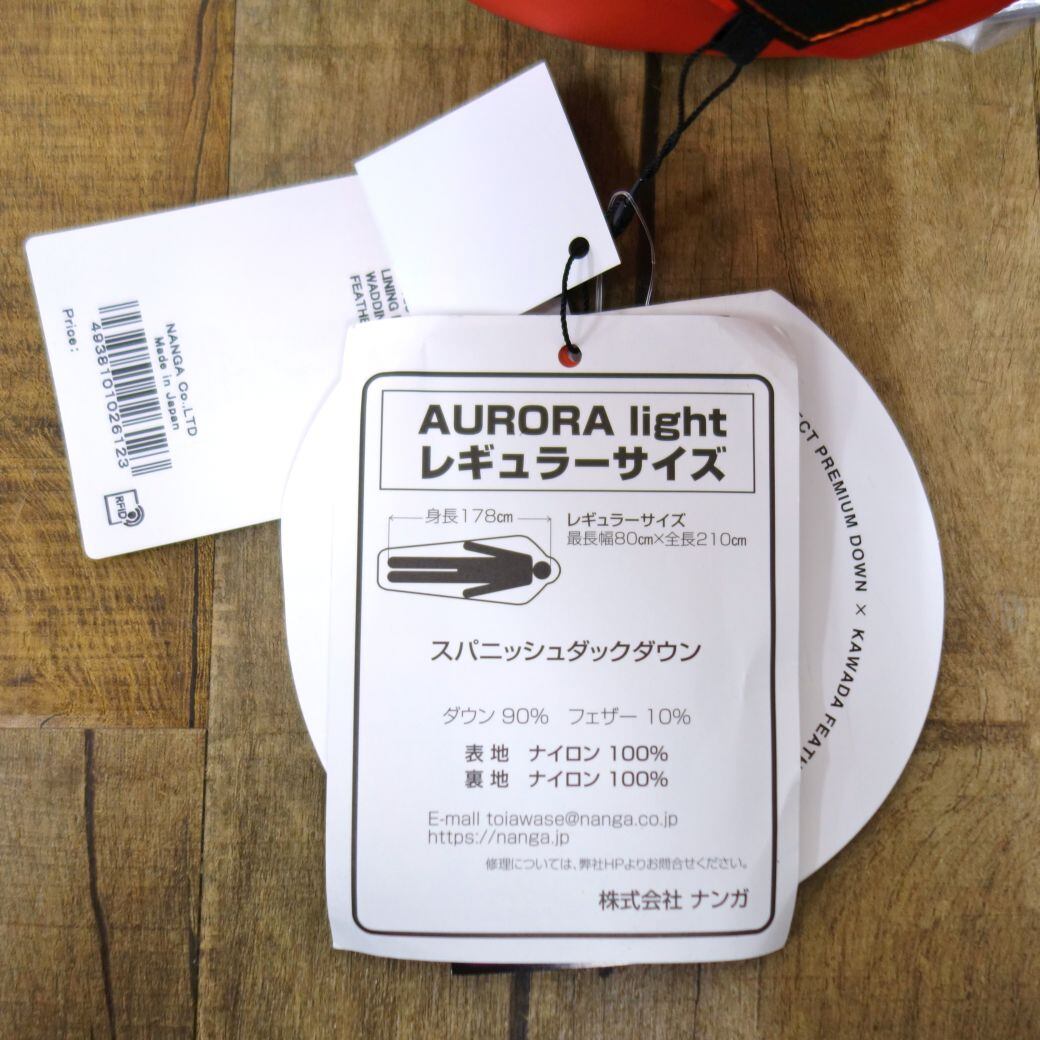 LINING
WADDIN
FEATHE
NANGA Co.,LTD
Made in Japan
4938101026123
Price:
RFID
AURORA light
レギュラーサイズ
身長178cm
レギュラーサイズ
最長幅80cm×全長210cm
スパニッシュダックダウン
ダウン 90% フェザー 10%
表地 ナイロン 100%
裏地 ナイロン 100%
E-mail toiawase@nanga.co.jp
https://nanga.jp
修理については、弊社HPよりお問合せください。
株式会社 ナンガ
ECT PREMIUM DOWN × KAWADA FEATH